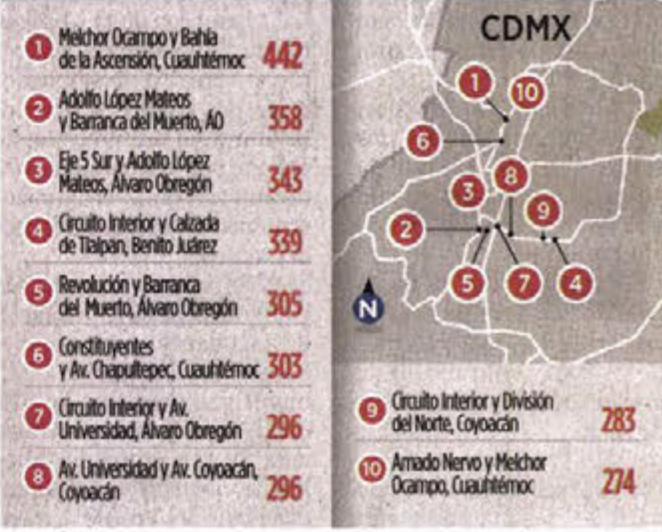 1 Melchor Ocampo y Bahía
de la Ascensión, Cuauhtémoc 442
2 Adolfo López Mateos
y Barranca del Muerto, ÁO 358
3 Eje 5 Sur y Adolfo López
Mateos, Álvaro Obregón 343
4 Circuito Interior y Calzada
de Tlalpan, Benito Juárez 339
5 Revolución y Barranca
del Muerto, Álvaro Obregón 305
6 Constituyentes
y Av. Chapultepec, Cuauhtémoc 303
7 Circuito Interior y Av.
Universidad, Álvaro Obregón 296
8 Av. Universidad y Av. Coyoacán,
Coyoacán 296
CDMX
1 10
6
3 8
9
2
5 7 4
N
9 Circuito Interior y División
del Norte, Coyoacán 283
10 Amado Nervo y Melchor
Ocampo, Cuauhtémoc 274